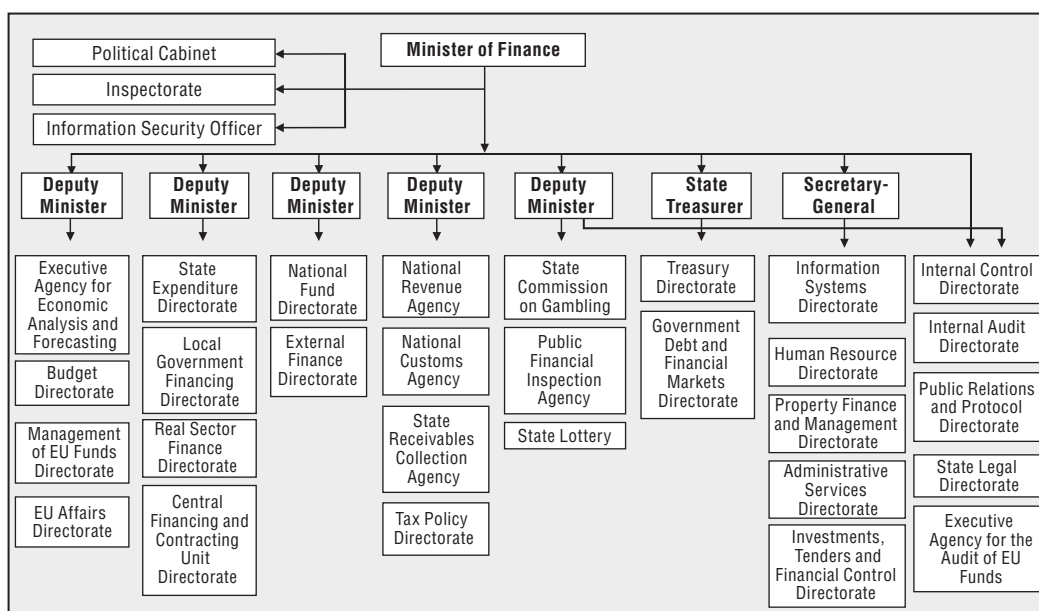 Minister of Finance
Political Cabinet
Inspectorate
Information Security Officer
Deputy
Minister
Deputy
Minister
Deputy
Minister
Deputy
Minister
Deputy
Minister
State
Treasurer
Secretary-
General
Executive
Agency for
Economic
Analysis and
Forecasting
Budget
Directorate
Management
of EU Funds
Directorate
EU Affairs
Directorate
State
Expenditure
Directorate
Local
Government
Financing
Directorate
Real Sector
Finance
Directorate
Central
Financing and
Contracting
Unit
Directorate
National
Fund
Directorate
External
Finance
Directorate
National
Revenue
Agency
National
Customs
Agency
State
Receivables
Collection
Agency
Tax Policy
Directorate
State
Commission
on Gambling
Public
Financial
Inspection
Agency
State Lottery
Treasury
Directorate
Government
Debt and
Financial
Markets
Directorate
Information
Systems
Directorate
Human Resource
Directorate
Property Finance
and Management
Directorate
Administrative
Services
Directorate
Investments,
Tenders and
Financial Control
Directorate
Internal Control
Directorate
Internal Audit
Directorate
Public Relations
and Protocol
Directorate
State Legal
Directorate
Executive
Agency for the
Audit of EU
Funds